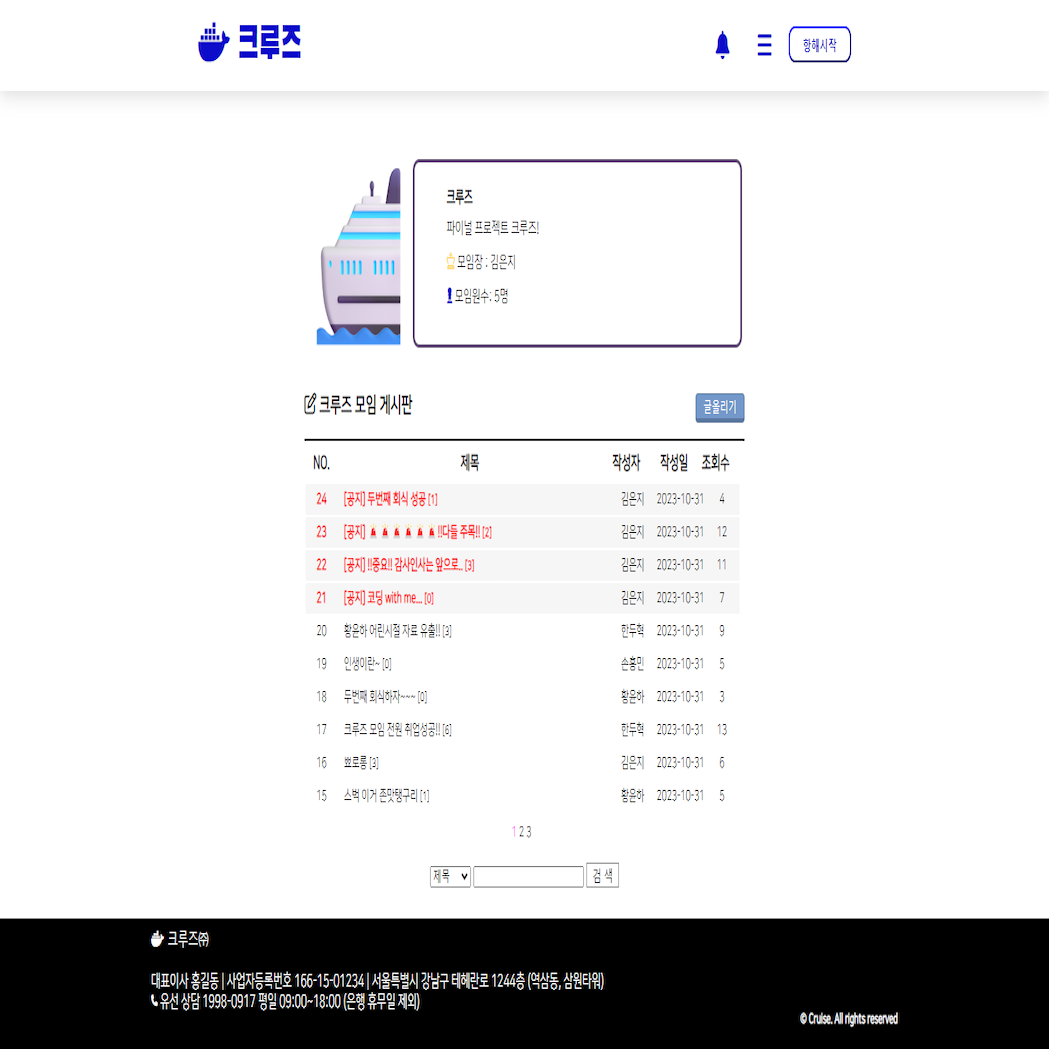 크루즈
항해시작
크루즈
파이널 프로젝트 크루즈!
모임장 : 김은지
모임원수: 5명
크루즈 모임 게시판
글올리기
NO. 제목 작성자 작성일 조회수
24 [공지] 두번째 회식 성공 [1] 김은지 2023-10-31 4
23 [공지] !!다들 주목!! [2] 김은지 2023-10-31 12
22 [공지] !!중요!! 감사인사는 앞으로.. [3] 김은지 2023-10-31 11
21 [공지] 코딩 with me... [0] 김은지 2023-10-31 7
20 황윤하 어린시절 자료 유출!! [3] 한두혁 2023-10-31 9
19 인생이란~ [0] 손흥민 2023-10-31 5
18 두번째 회식하자~~~ [0] 황윤하 2023-10-31 3
17 크루즈 모임 전원 취업성공!! [6] 한두혁 2023-10-31 13
16 뾰로롱 [3] 김은지 2023-10-31 6
15 스벅 이거 존맛탱구리 [1] 황윤하 2023-10-31 5
1 2 3
제목 검 색
크루즈㈜
대표이사 홍길동 | 사업자등록번호 166-15-01234 | 서울특별시 강남구 테헤란로 1244층 (역삼동, 삼원타워)
유선 상담 1998-0917 평일 09:00~18:00 (은행 휴무일 제외)
© Cruise. All rights reserved